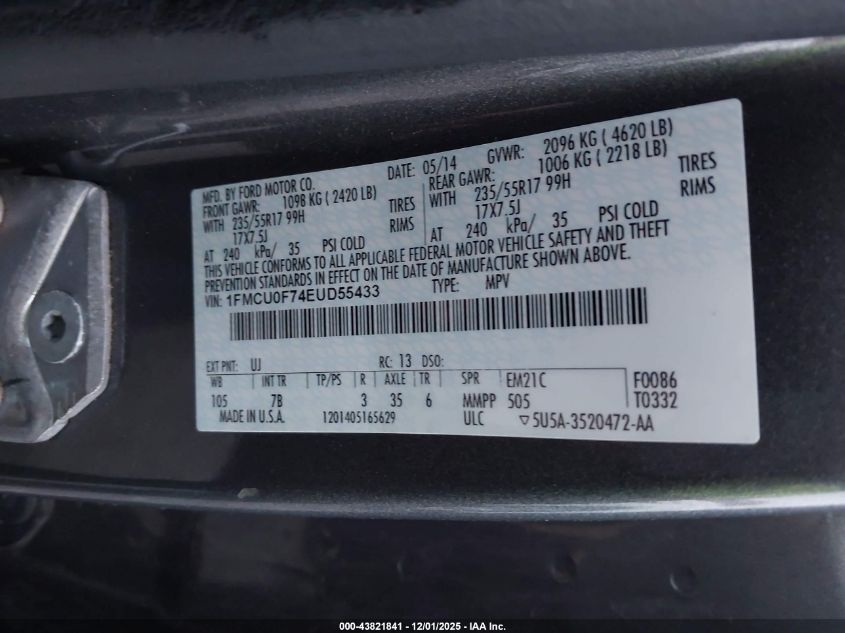 MFD. BY FORD MOTOR CO. DATE: 05/14 GVWR: 2096 KG ( 4620 LB)
FRONT GAWR: 1098 KG ( 2420 LB) REAR GAWR: 1006 KG ( 2218 LB)
WITH 235/55R17 99H TIRES WITH 235/55R17 99H TIRES
17X7.5J RIMS 17X7.5J RIMS
AT 240 kPa/ 35 PSI COLD AT 240 kPa/ 35 PSI COLD
THIS VEHICLE CONFORMS TO ALL APPLICABLE FEDERAL MOTOR VEHICLE SAFETY AND THEFT
PREVENTION STANDARDS IN EFFECT ON THE DATE OF MANUFACTURE SHOWN ABOVE.
VIN: 1FMCU0F74EUD55433 TYPE: MPV
EXT PNT: UJ RC: 13 DSO:
WB INT TR TP/PS R AXLE TR SPR EM21C F0086
105 7B 3 35 6 MMPP 505 T0332
MADE IN U.S.A. 1201405165629 ULC ▽5U5A-3520472-AA
000-43821841 - 12/01/2025 - IAA Inc.